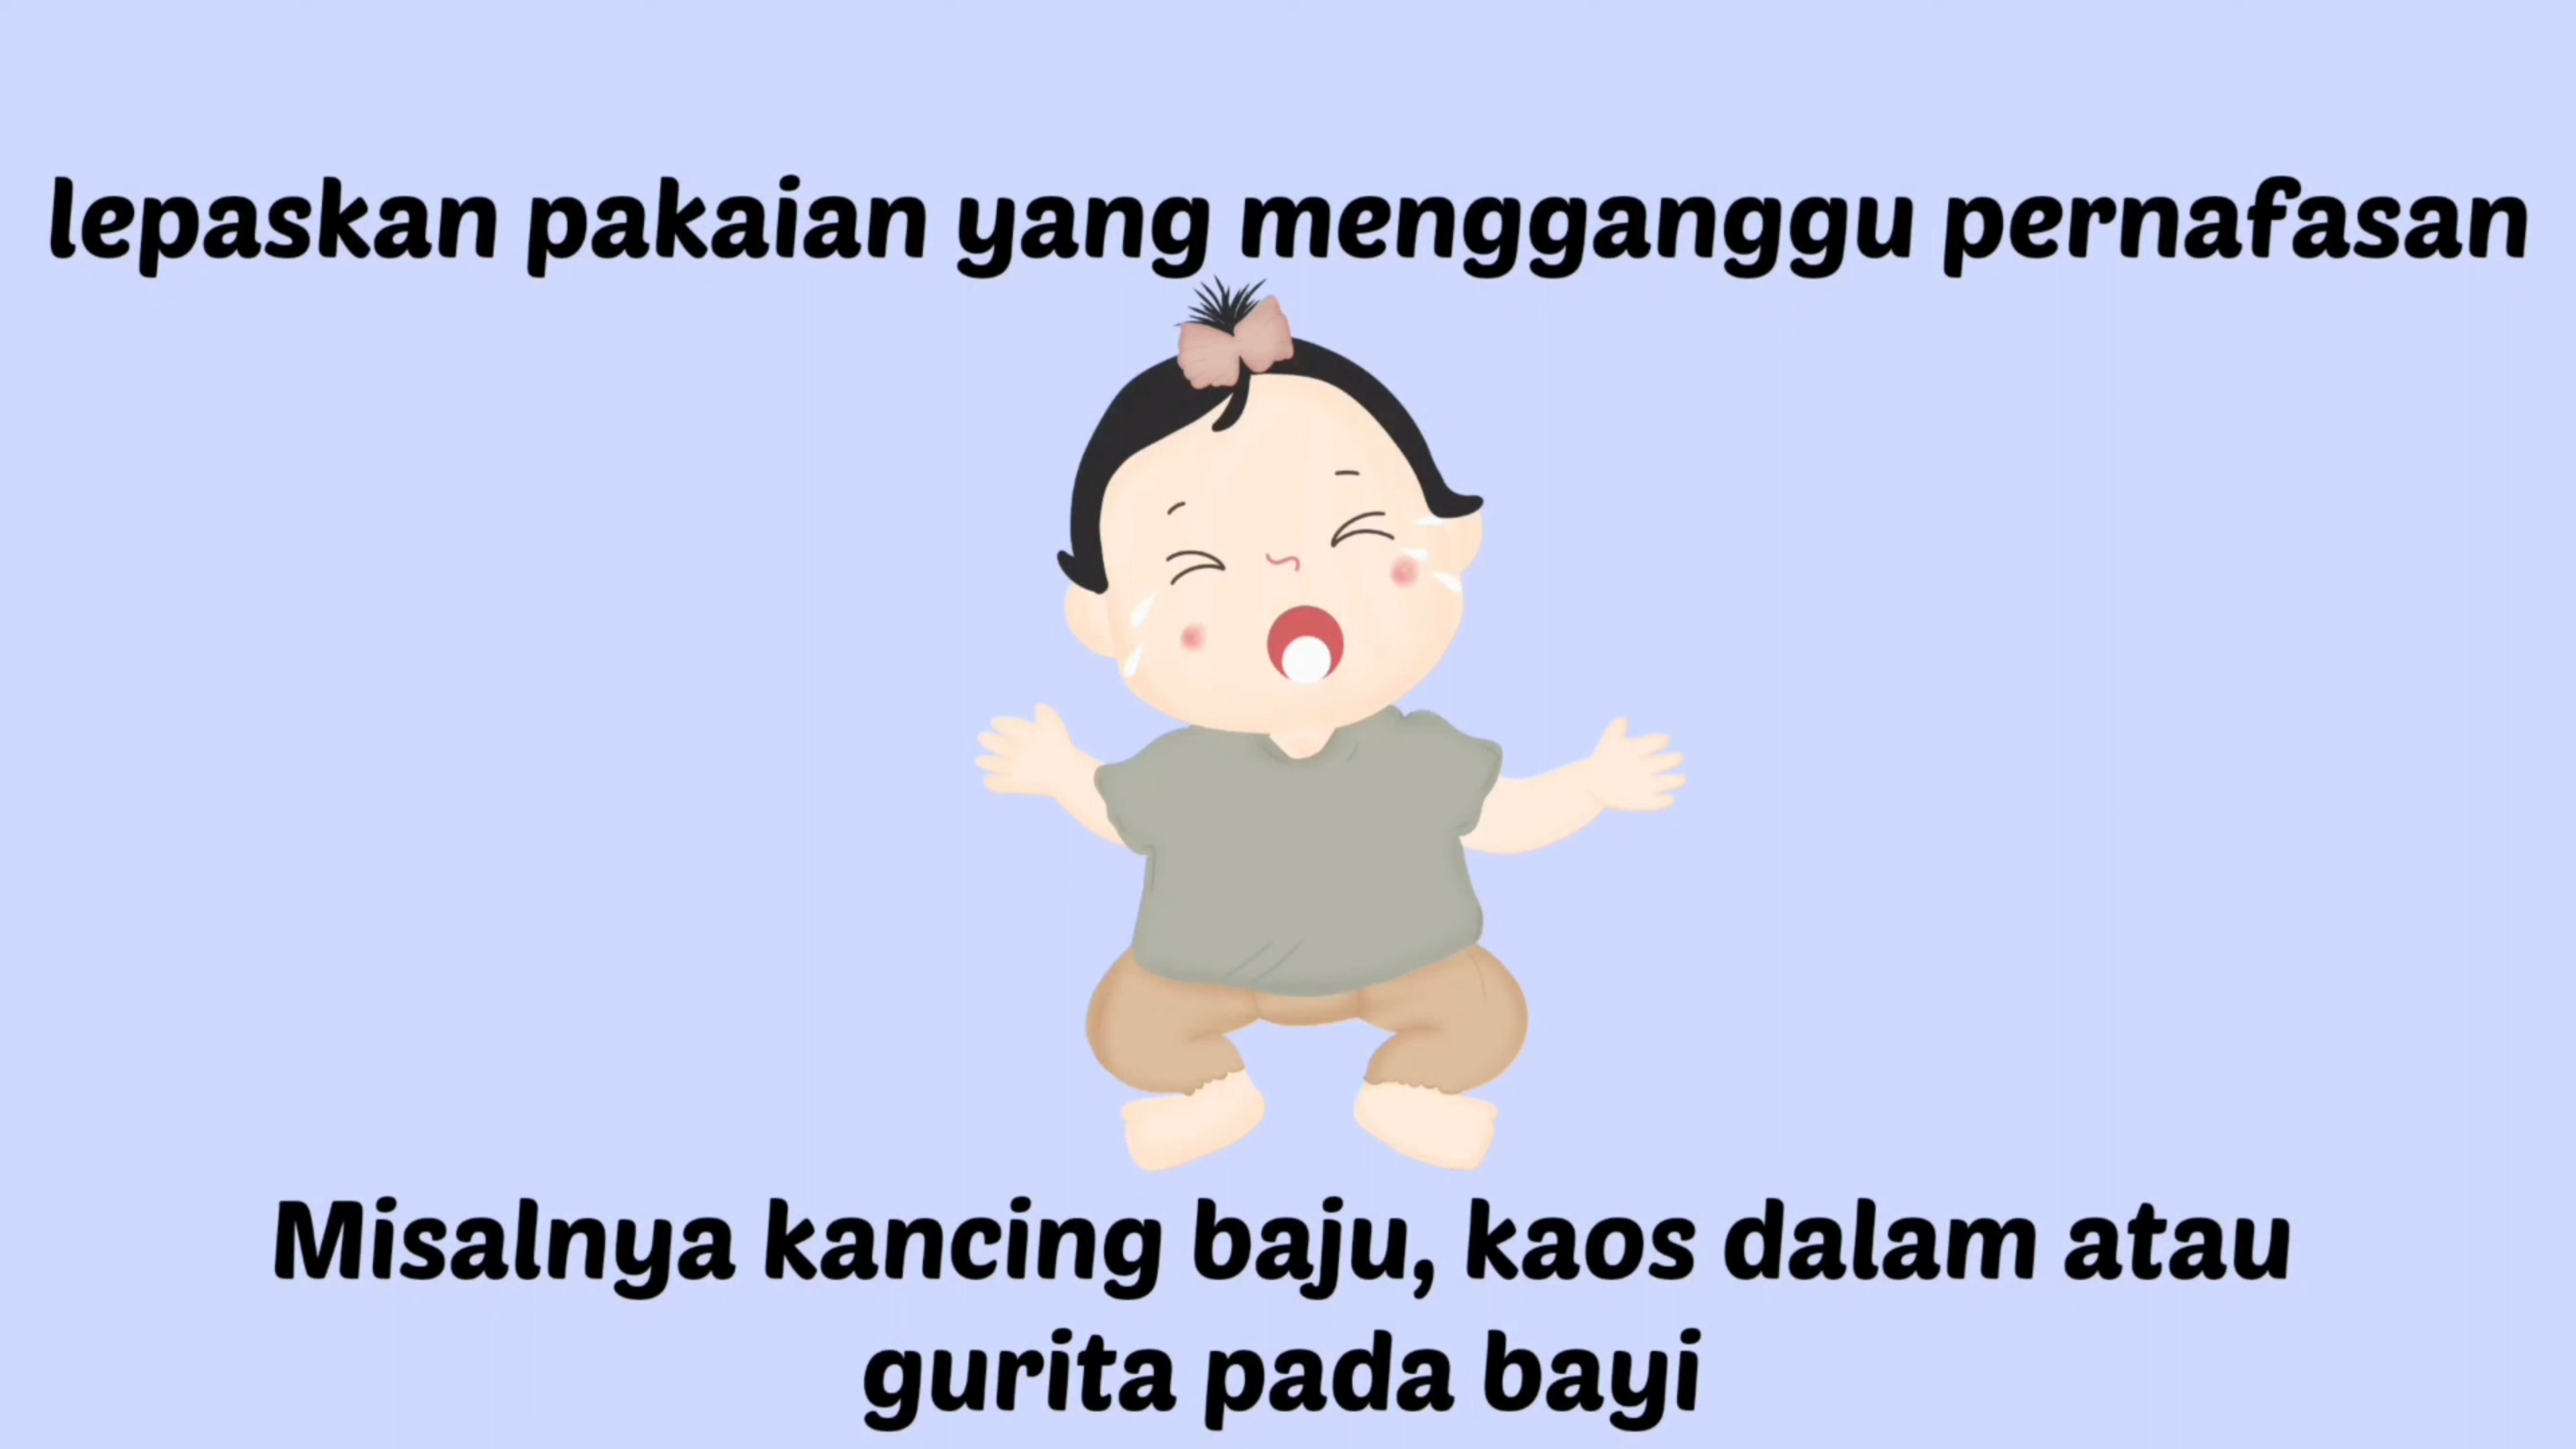 lepaskan pakaian yang mengganggu pernafasan
Misalnya kancing baju, kaos dalam atau
gurita pada bayi